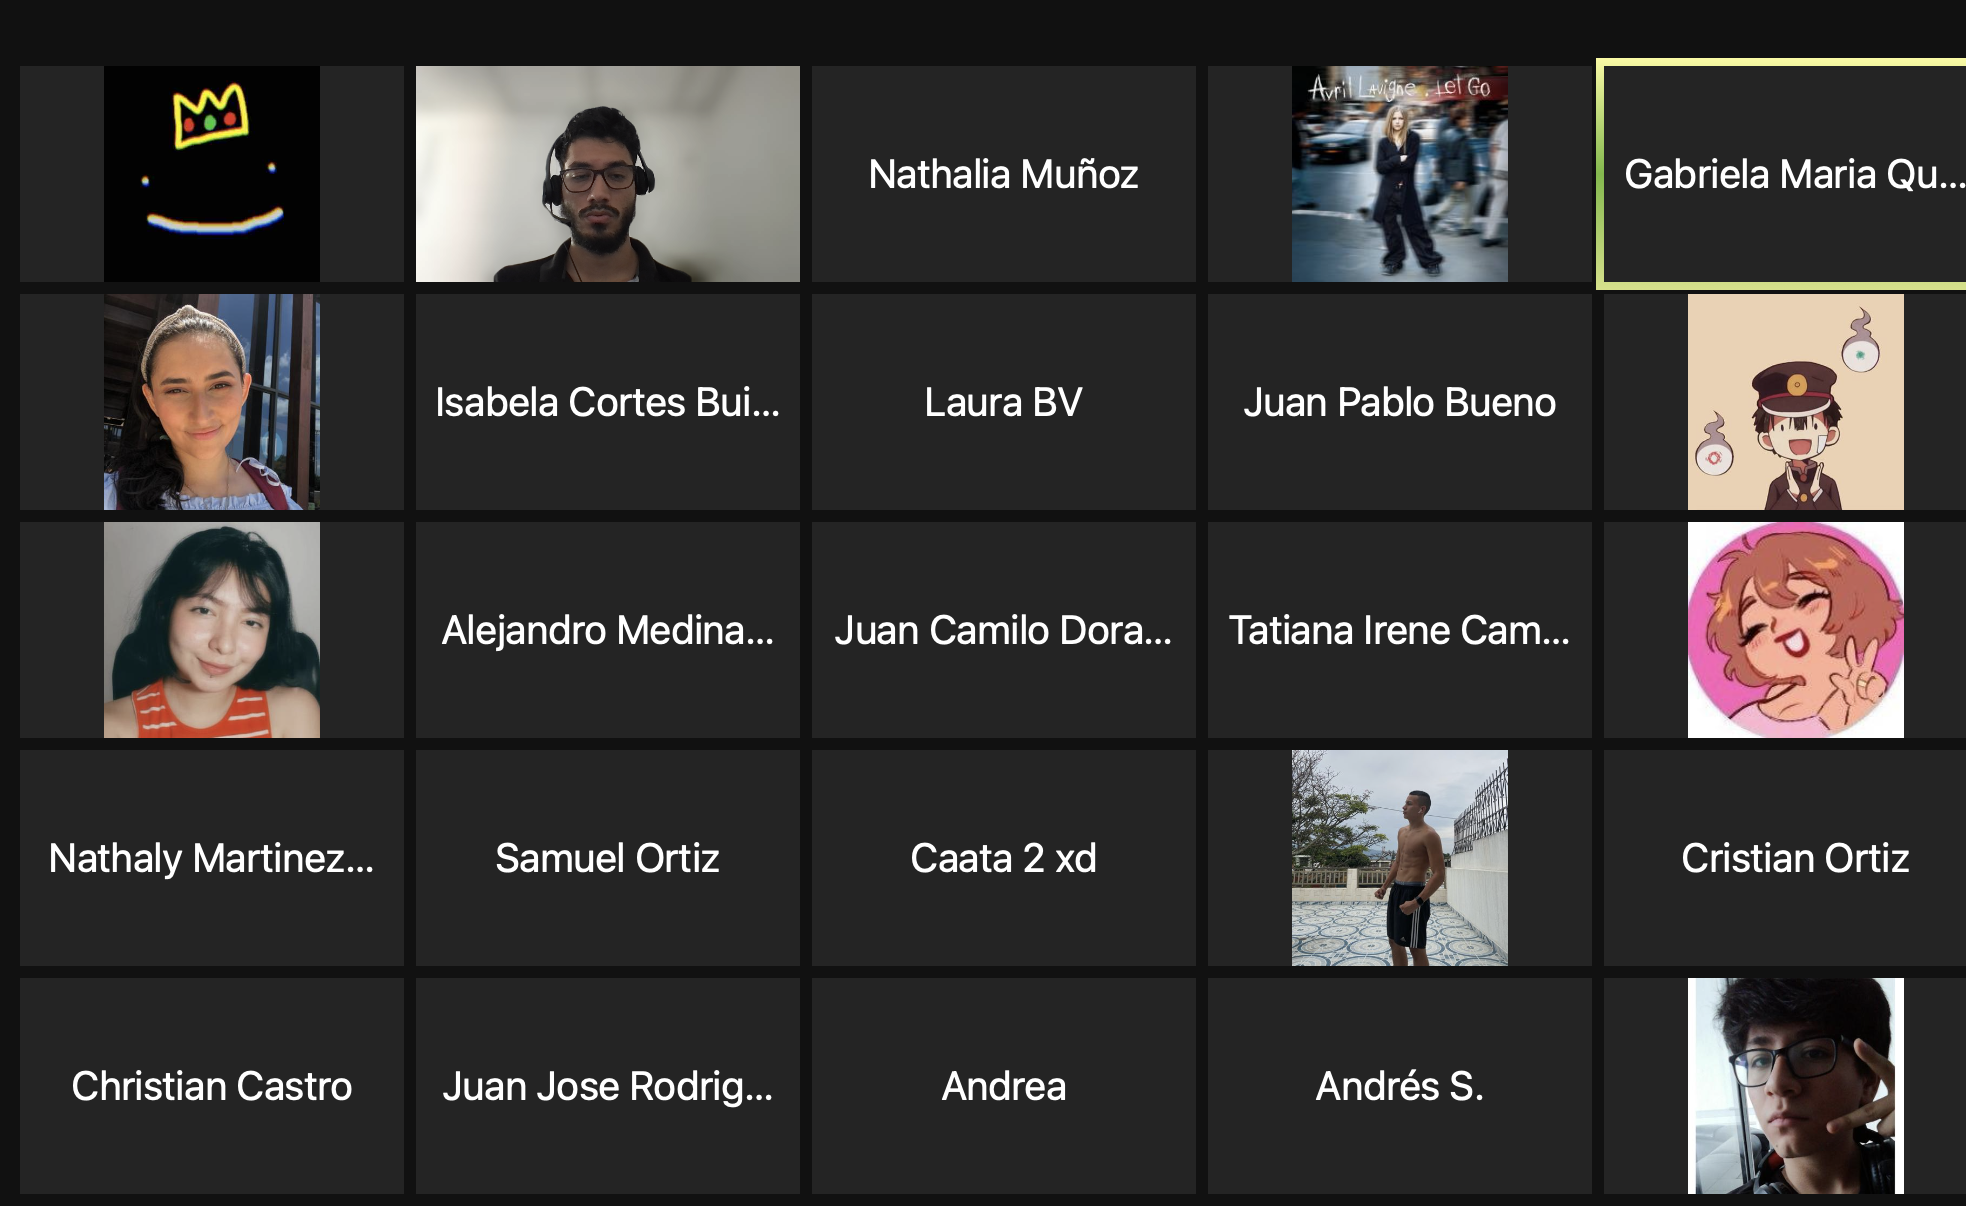 Avril Lavigne . Let Go
Nathalia Muñoz
Gabriela Maria Qu...
Isabela Cortes Bui...
Laura BV
Juan Pablo Bueno
Alejandro Medina...
Juan Camilo Dora...
Tatiana Irene Cam...
Nathaly Martinez...
Samuel Ortiz
Caata 2 xd
Cristian Ortiz
Christian Castro
Juan Jose Rodrig...
Andrea
Andrés S.